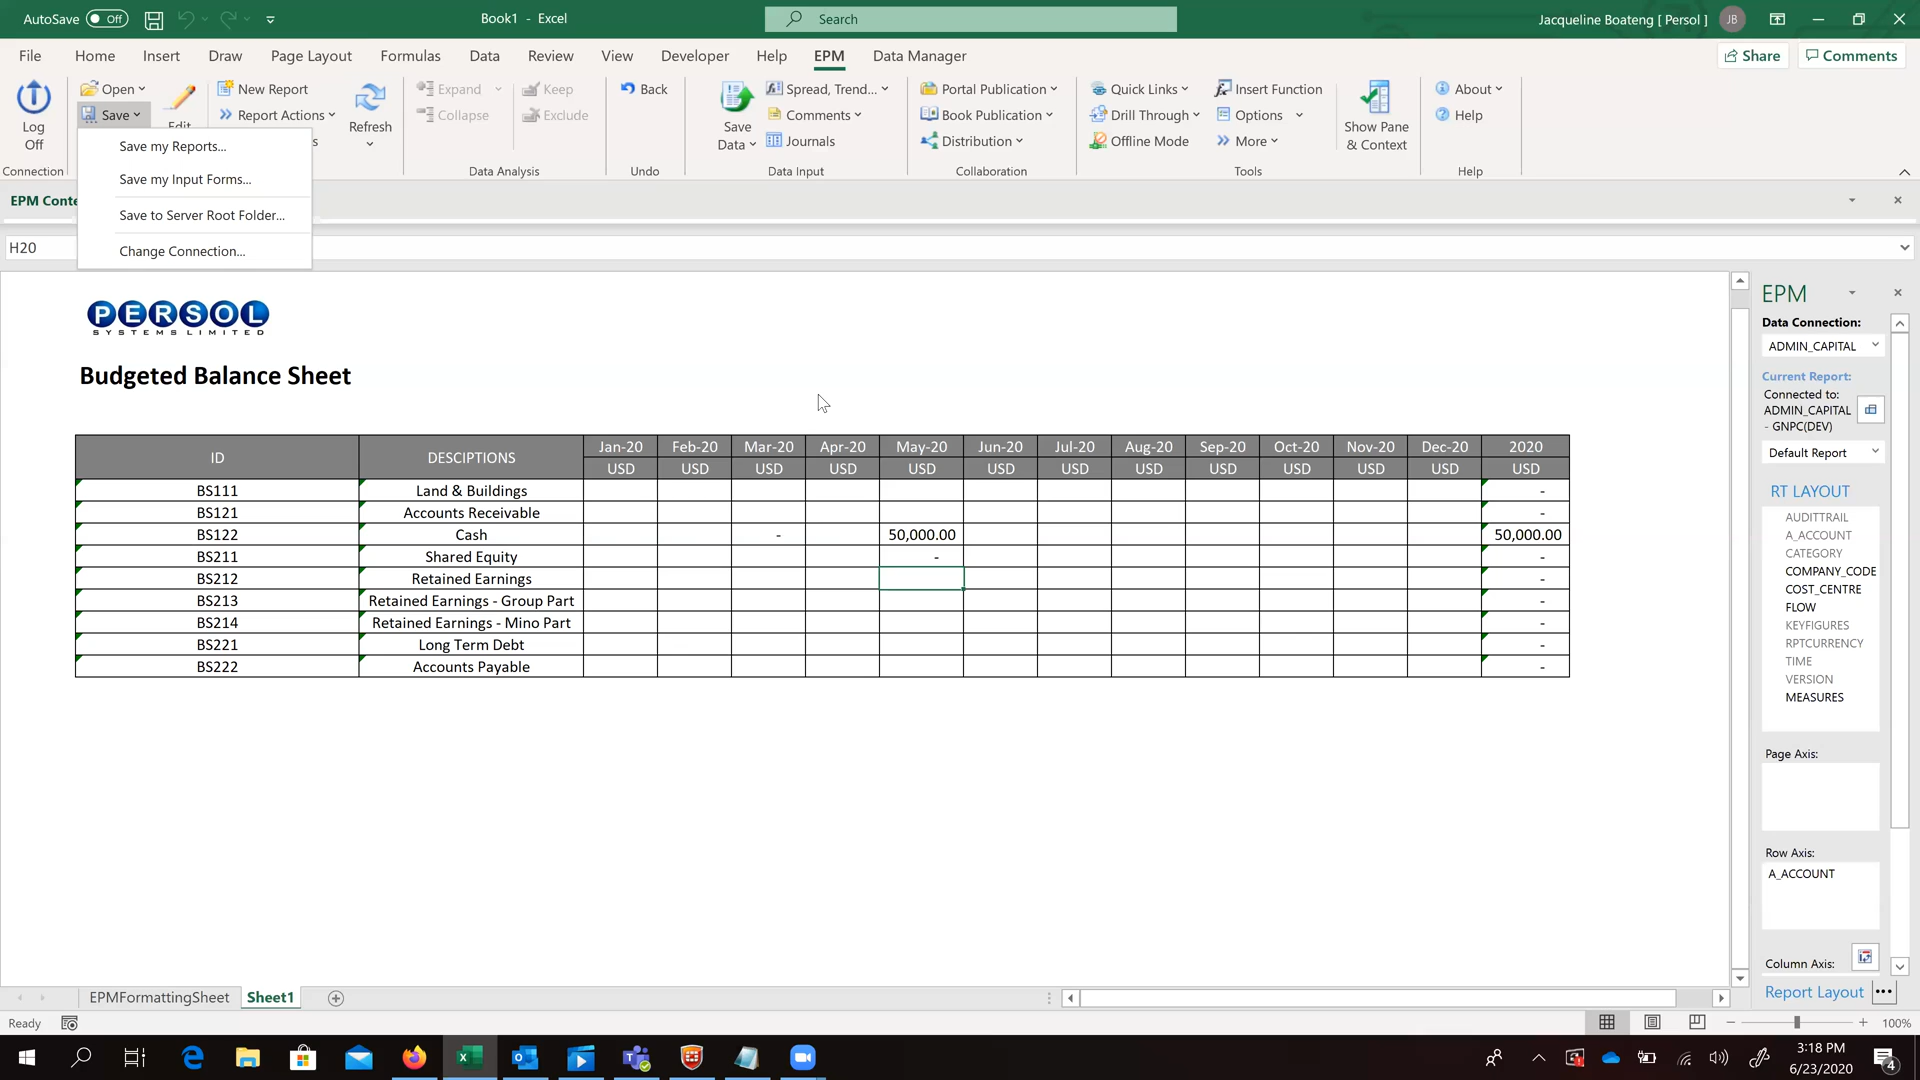 AutoSave Off Book1 - Excel Search Jacqueline Boateng [ Persol ] JB
File Home Insert Draw Page Layout Formulas Data Review View Developer Help EPM Data Manager Share Comments
Open New Report Expand Keep Back Spread, Trend... Portal Publication Quick Links Insert Function About
Save Report Actions Collapse Exclude Comments Book Publication Drill Through Options Help
Log Off Edit Refresh Save Data Journals Distribution Offline Mode More Show Pane & Context
Connection Data Analysis Undo Data Input Collaboration Tools Help
Save my Reports...
Save my Input Forms...
Save to Server Root Folder...
Change Connection...
EPM Conte
H20
PERSOL
SYSTEMS LIMITED
Budgeted Balance Sheet
ID DESCIPTIONS Jan-20 Feb-20 Mar-20 Apr-20 May-20 Jun-20 Jul-20 Aug-20 Sep-20 Oct-20 Nov-20 Dec-20 2020
USD USD USD USD USD USD USD USD USD USD USD USD USD
BS111 Land & Buildings -
BS121 Accounts Receivable -
BS122 Cash - 50,000.00 50,000.00
BS211 Shared Equity - -
BS212 Retained Earnings -
BS213 Retained Earnings - Group Part -
BS214 Retained Earnings - Mino Part -
BS221 Long Term Debt -
BS222 Accounts Payable -
EPM
Data Connection:
ADMIN_CAPITAL
Current Report:
Connected to:
ADMIN_CAPITAL
- GNPC(DEV)
Default Report
RT LAYOUT
AUDITTRAIL
A_ACCOUNT
CATEGORY
COMPANY_CODE
COST_CENTRE
FLOW
KEYFIGURES
RPTCURRENCY
TIME
VERSION
MEASURES
Page Axis:
Row Axis:
A_ACCOUNT
Column Axis:
Report Layout
EPMFormattingSheet Sheet1
Ready 100%
3:18 PM
6/23/2020
4